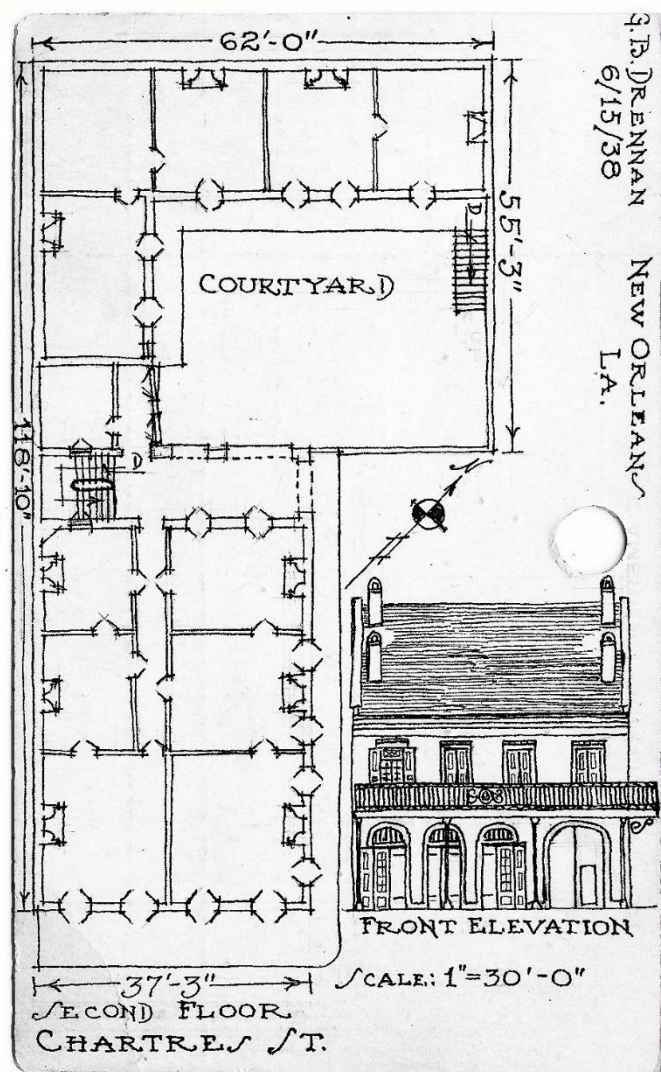 62'-0"
G. B. DRENNAN
6/15/38
NEW ORLEANS
LA.
55'-3"
D
COURTYARD
118'-10"
D
N
FRONT ELEVATION
37'-3"
SCALE: 1"=30'-0"
SECOND FLOOR
CHARTRES ST.